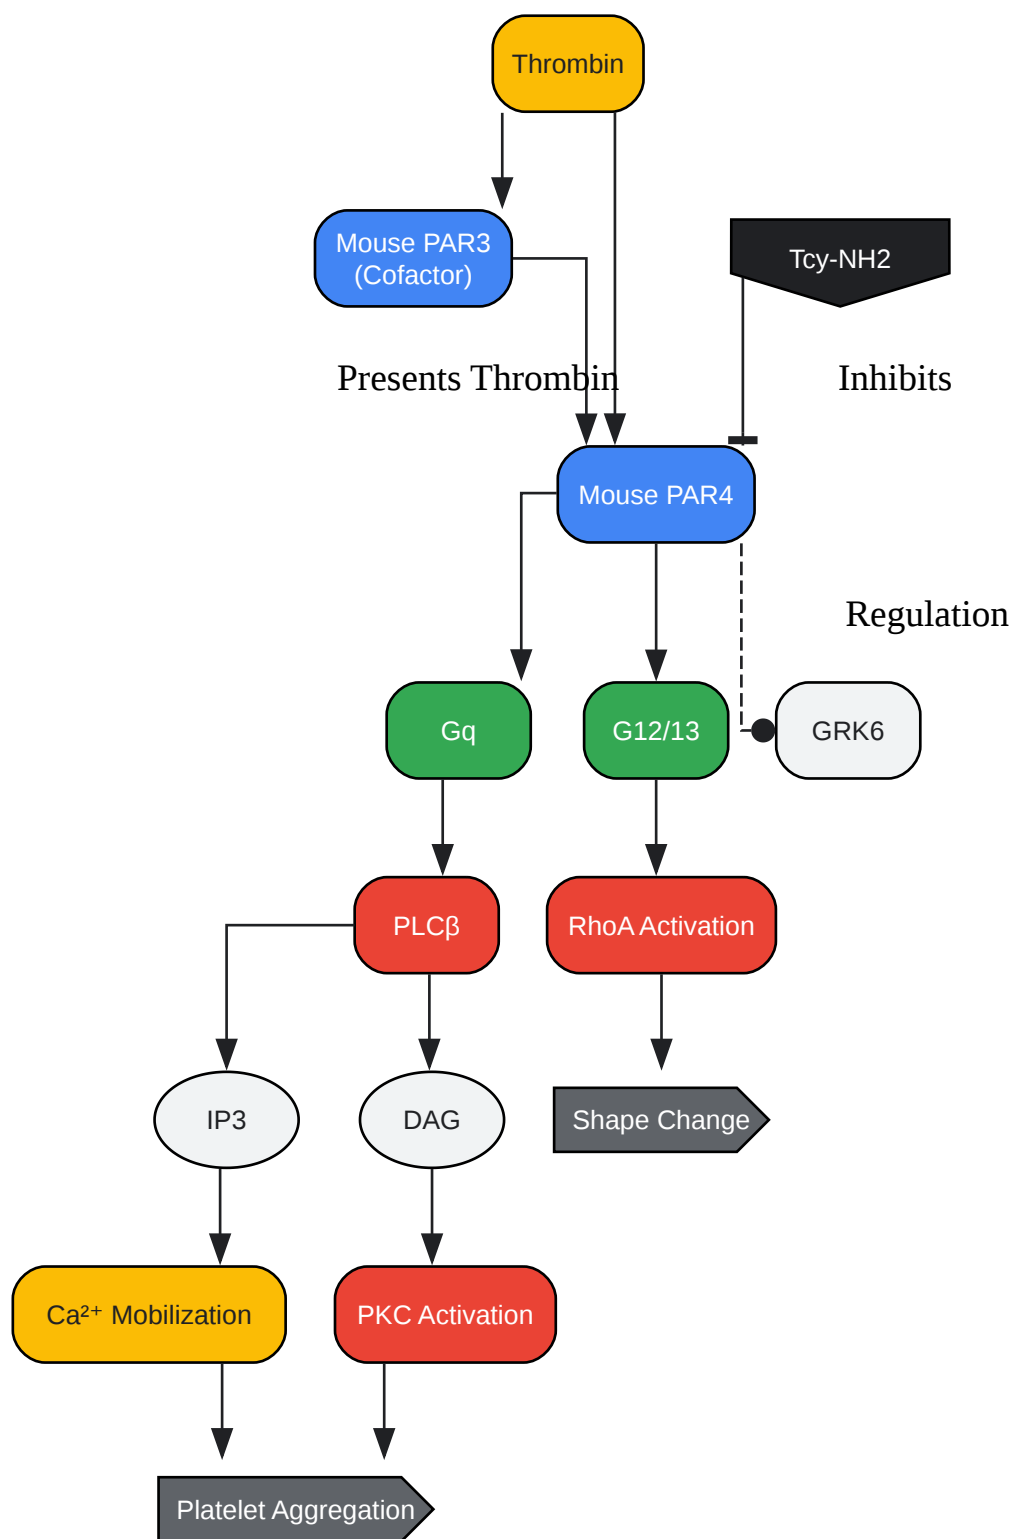 Thrombin
Mouse PAR3
(Cofactor)
Tcy-NH2
Presents Thrombin
Inhibits
Mouse PAR4
Regulation
Gq
G12/13
GRK6
PLCβ
RhoA Activation
IP3
DAG
Shape Change
Ca²⁺ Mobilization
PKC Activation
Platelet Aggregation